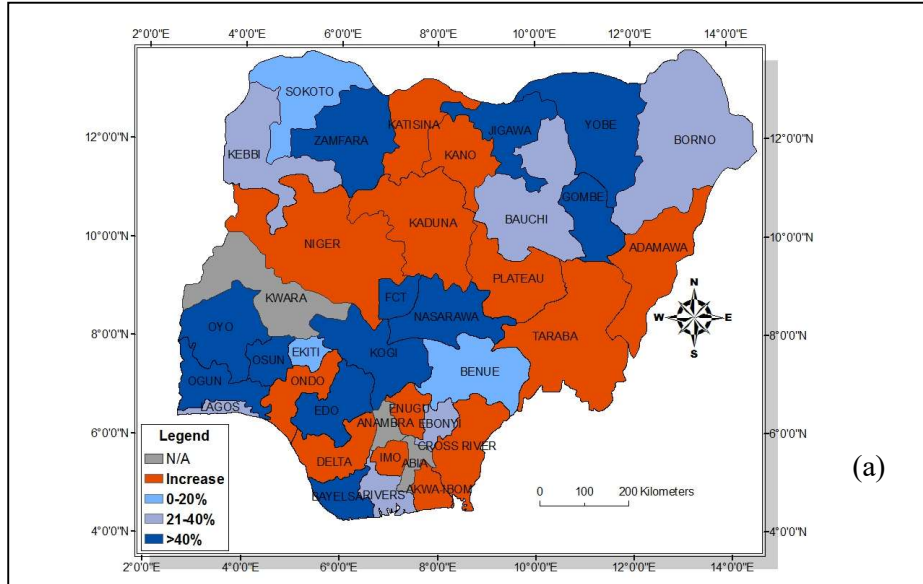 2°0'0"E 4°0'0"E 6°0'0"E 8°0'0"E 10°0'0"E 12°0'0"E 14°0'0"E
SOKOTO
12°0'0"N
ZAMFARA
KATISINA
JIGAWA
YOBE
BORNO
12°0'0"N
KEBBI
KANO
GOMBE
BAUCHI
10°0'0"N
KADUNA
NIGER
ADAMAWA
10°0'0"N
PLATEAU
KWARA
FCT
NASARAWA
TARABA
N
W E
S
8°0'0"N
OYO
EKITI
KOGI
8°0'0"N
OSUN
BENUE
OGUN
ONDO
LAGOS
EDO
ENUGU
ANAMBRA
EBONYI
6°0'0"N
CROSS RIVER
6°0'0"N
DELTA
IMO
ABIA
BAYELSA
RIVERS
AKWA IBOM
Legend
N/A
Increase
0-20%
21-40%
>40%
0 100 200 Kilometers
(a)
4°0'0"N
4°0'0"N
2°0'0"E 4°0'0"E 6°0'0"E 8°0'0"E 10°0'0"E 12°0'0"E 14°0'0"E